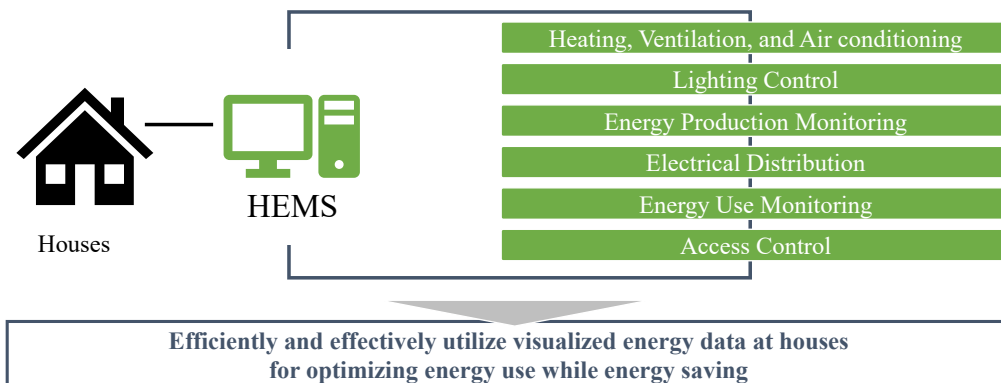 Heating, Ventilation, and Air conditioning
Lighting Control
Energy Production Monitoring
Electrical Distribution
Energy Use Monitoring
Access Control
HEMS
Houses
Efficiently and effectively utilize visualized energy data at houses
for optimizing energy use while energy saving